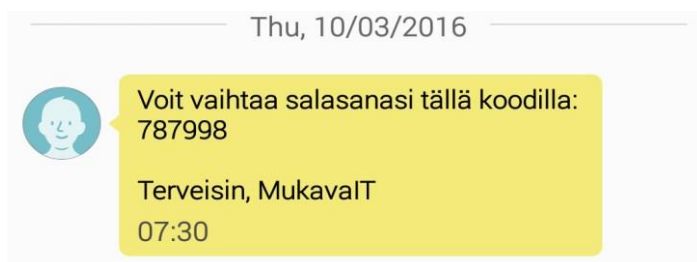 Thu, 10/03/2016
Voit vaihtaa salasanasi tällä koodilla:
787998
Terveisin, MukavaIT
07:30